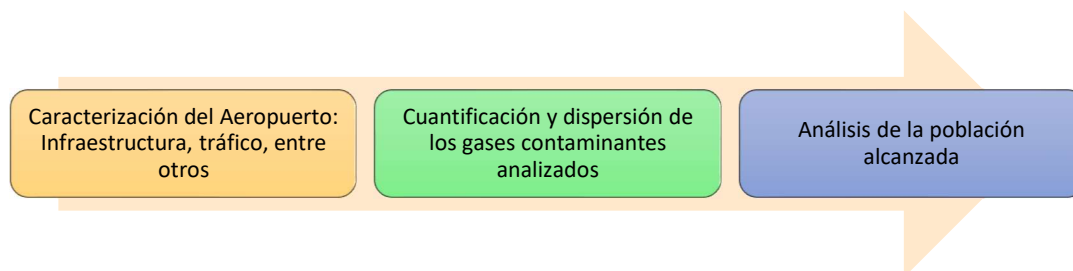 Caracterización del Aeropuerto:
Infraestructura, tráfico, entre
otros
Cuantificación y dispersión de
los gases contaminantes
analizados
Análisis de la población
alcanzada